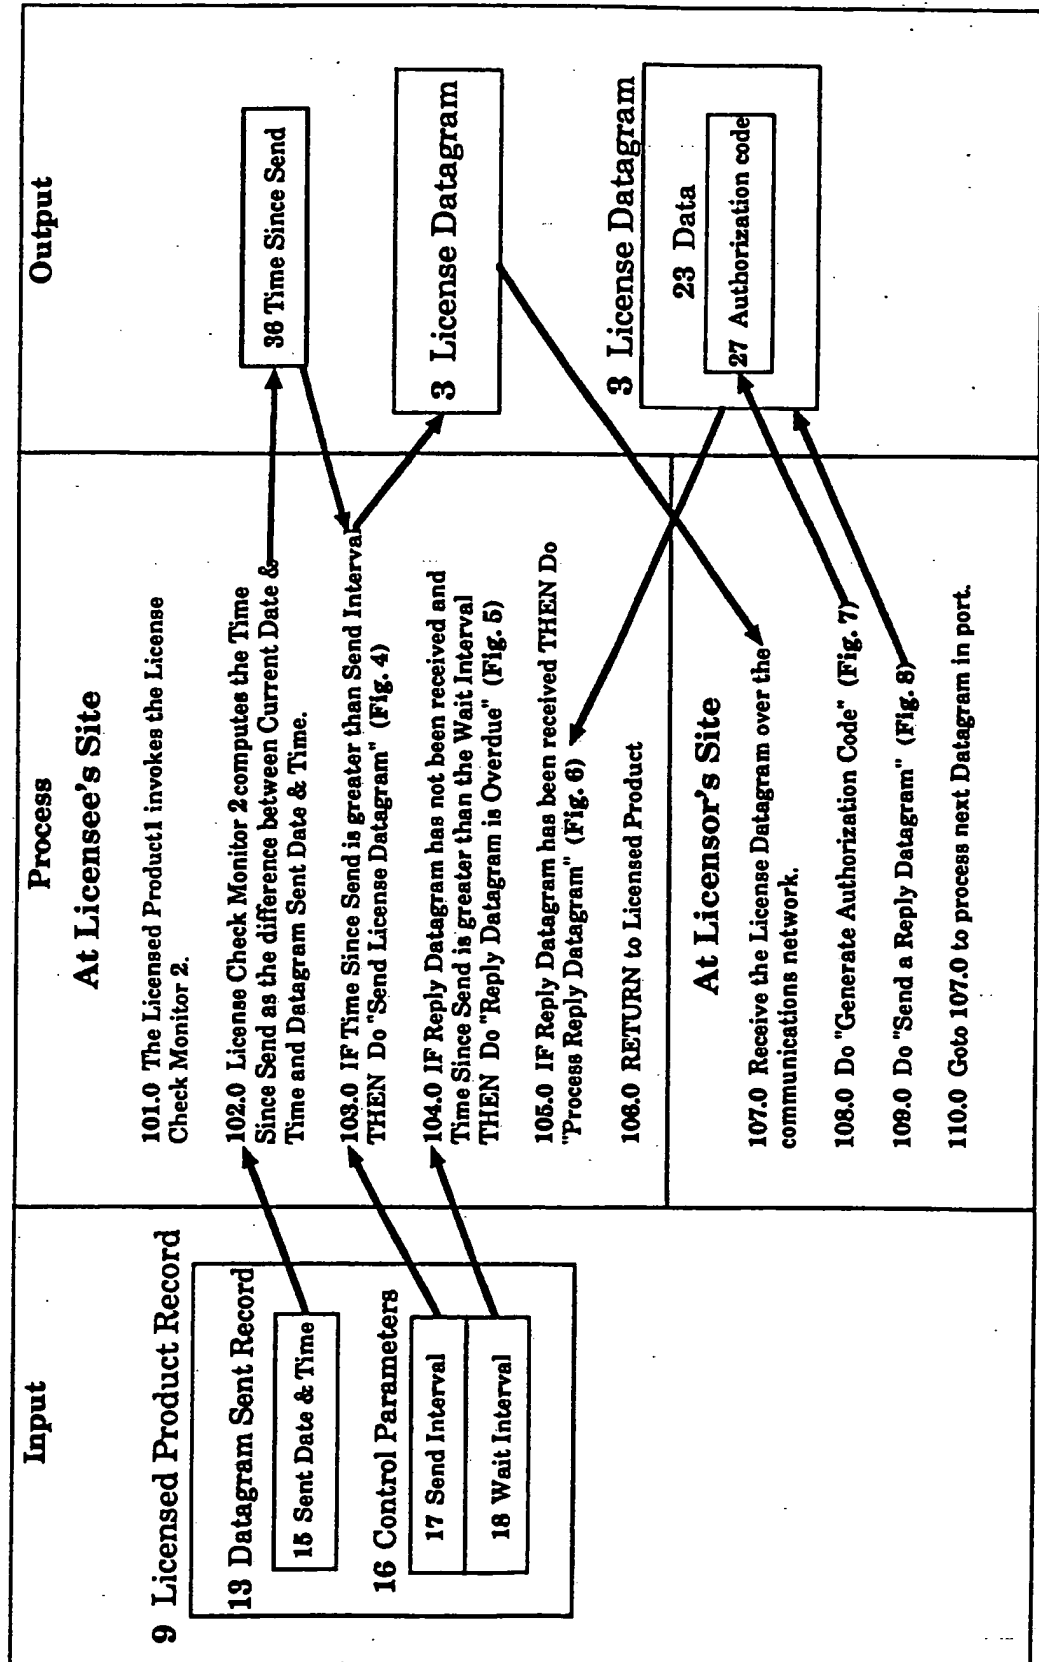 Input
9 Licensed Product Record
13 Datagram Sent Record
15 Sent Date & Time
16 Control Parameters
17 Send Interval
18 Wait Interval
Process
At Licensee's Site
101.0 The Licensed Product1 invokes the License
Check Monitor 2.
102.0 License Check Monitor 2 computes the Time
Since Send as the difference between Current Date &
Time and Datagram Sent Date & Time.
103.0 IF Time Since Send is greater than Send Interval
THEN Do "Send License Datagram" (Fig. 4)
104.0 IF Reply Datagram has not been received and
Time Since Send is greater than the Wait Interval
THEN Do "Reply Datagram is Overdue" (Fig. 5)
105.0 IF Reply Datagram has been received THEN Do
"Process Reply Datagram" (Fig. 6)
106.0 RETURN to Licensed Product
At Licensor's Site
107.0 Receive the License Datagram over the
communications network.
108.0 Do "Generate Authorization Code" (Fig. 7)
109.0 Do "Send a Reply Datagram" (Fig. 8)
110.0 Goto 107.0 to process next Datagram in port.
Output
36 Time Since Send
3 License Datagram
3 License Datagram
23 Data
27 Authorization code